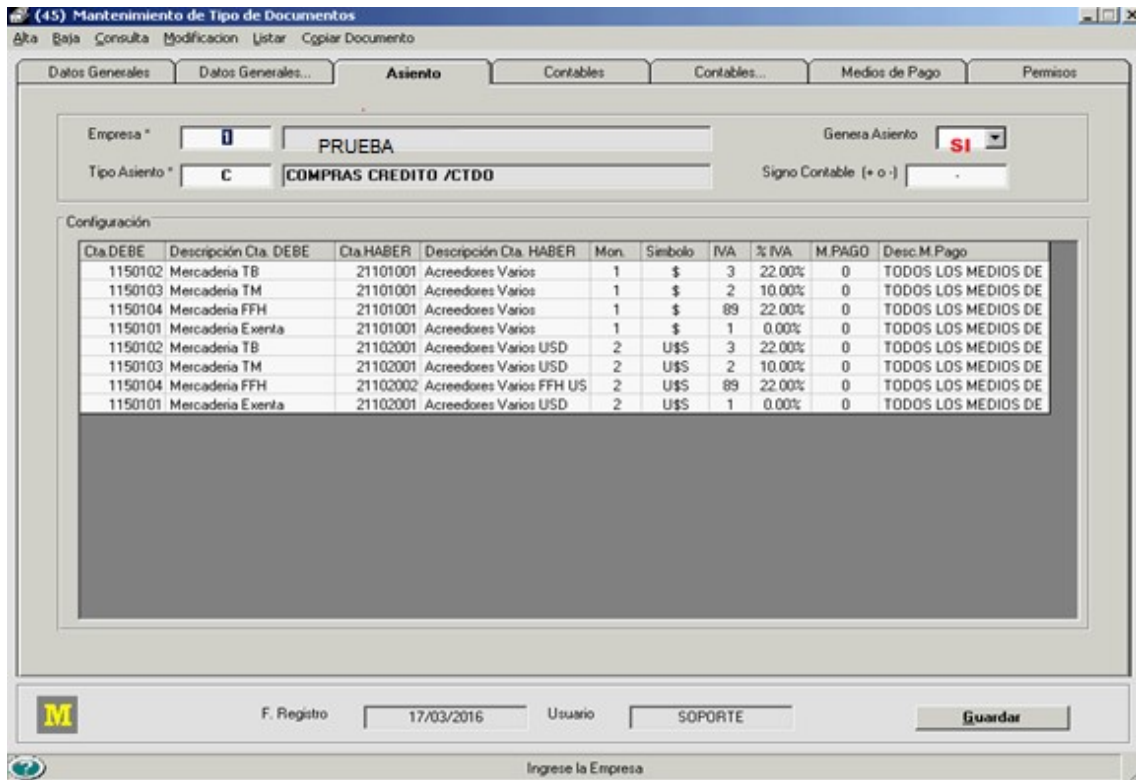 (45) Mantenimiento de Tipo de Documentos
Alta Baja Consulta Modificacion Listar Copiar Documento
Datos Generales Datos Generales... Asiento Contables Contables... Medios de Pago Permisos
Empresa * 1 PRUEBA Genera Asiento SI
Tipo Asiento * C COMPRAS CREDITO /CTDO Signo Contable (+ o -) -
Configuración
Cta.DEBE Descripción Cta. DEBE Cta.HABER Descripción Cta. HABER Mon. Simbolo IVA % IVA M.PAGO Desc.M.Pago
1150102 Mercaderia TB 21101001 Acreedores Varios 1 $ 3 22.00% 0 TODOS LOS MEDIOS DE
1150103 Mercaderia TM 21101001 Acreedores Varios 1 $ 2 10.00% 0 TODOS LOS MEDIOS DE
1150104 Mercaderia FFH 21101001 Acreedores Varios 1 $ 89 22.00% 0 TODOS LOS MEDIOS DE
1150101 Mercaderia Exenta 21101001 Acreedores Varios 1 $ 1 0.00% 0 TODOS LOS MEDIOS DE
1150102 Mercaderia TB 21102001 Acreedores Varios USD 2 U$S 3 22.00% 0 TODOS LOS MEDIOS DE
1150103 Mercaderia TM 21102001 Acreedores Varios USD 2 U$S 2 10.00% 0 TODOS LOS MEDIOS DE
1150104 Mercaderia FFH 21102002 Acreedores Varios FFH US 2 U$S 89 22.00% 0 TODOS LOS MEDIOS DE
1150101 Mercaderia Exenta 21102001 Acreedores Varios USD 2 U$S 1 0.00% 0 TODOS LOS MEDIOS DE
M F. Registro 17/03/2016 Usuario SOPORTE Guardar
? Ingrese la Empresa